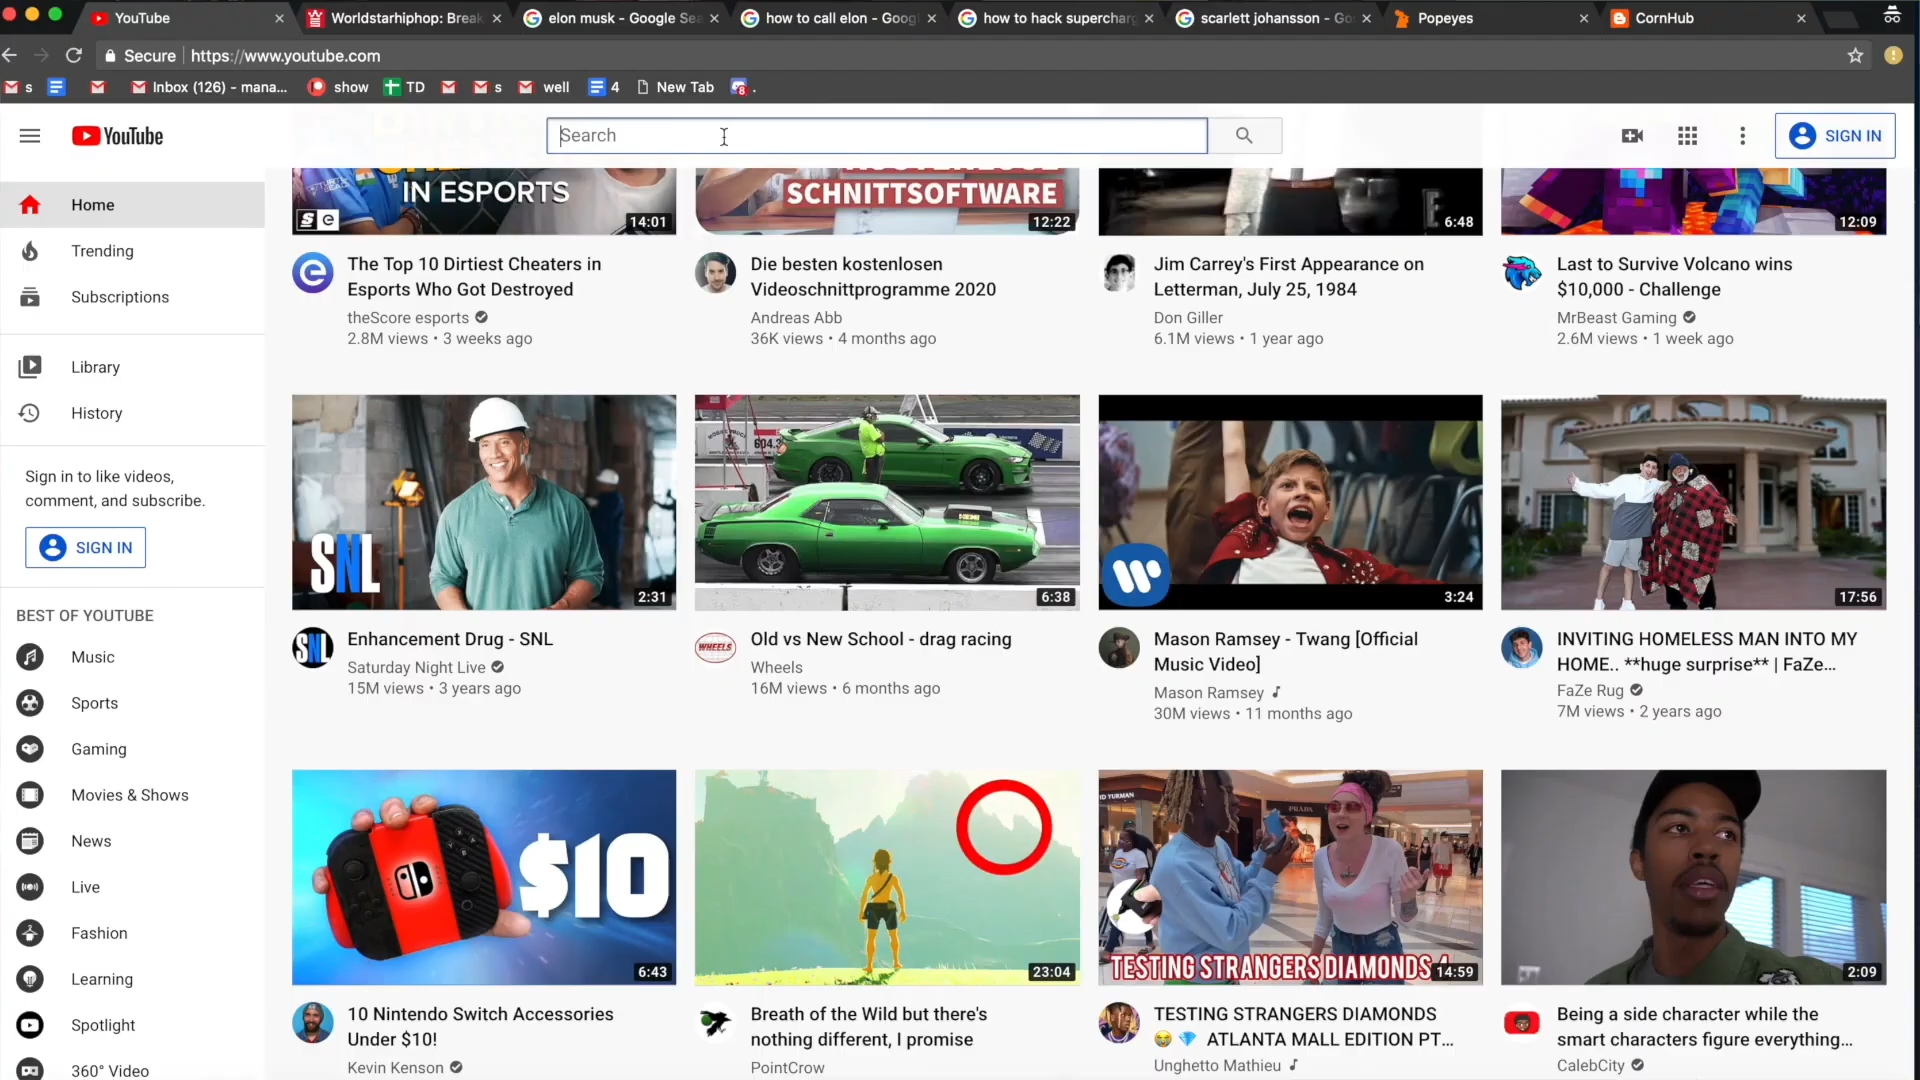 YouTube
Worldstarhiphop: Break
elon musk - Google Sea
how to call elon - Goog
how to hack supercharg
scarlett johansson - Go
Popeyes
CornHub
Secure
https://www.youtube.com
s
Inbox (126) - mana...
show
TD
s
well
4
New Tab
8
.
YouTube
Search
SIGN IN
Home
Trending
Subscriptions
Library
History
Sign in to like videos,
comment, and subscribe.
SIGN IN
BEST OF YOUTUBE
Music
Sports
Gaming
Movies & Shows
News
Live
Fashion
Learning
Spotlight
360° Video
IN ESPORTS
14:01
The Top 10 Dirtiest Cheaters in
Esports Who Got Destroyed
theScore esports
2.8M views • 3 weeks ago
SCHNITTSOFTWARE
12:22
Die besten kostenlosen
Videoschnittprogramme 2020
Andreas Abb
36K views • 4 months ago
6:48
Jim Carrey's First Appearance on
Letterman, July 25, 1984
Don Giller
6.1M views • 1 year ago
12:09
Last to Survive Volcano wins
$10,000 - Challenge
MrBeast Gaming
2.6M views • 1 week ago
SNL
2:31
SNL
Enhancement Drug - SNL
Saturday Night Live
15M views • 3 years ago
604.3
6:38
WHEELS
Old vs New School - drag racing
Wheels
16M views • 6 months ago
3:24
Mason Ramsey - Twang [Official
Music Video]
Mason Ramsey
30M views • 11 months ago
17:56
INVITING HOMELESS MAN INTO MY
HOME.. **huge surprise** | FaZe...
FaZe Rug
7M views • 2 years ago
$10
6:43
10 Nintendo Switch Accessories
Under $10!
Kevin Kenson
23:04
Breath of the Wild but there's
nothing different, I promise
PointCrow
ID YURMAN
PRADA
TESTING STRANGERS DIAMONDS 4
14:59
TESTING STRANGERS DIAMONDS
😂 💎 ATLANTA MALL EDITION PT...
Unghetto Mathieu
2:09
Being a side character while the
smart characters figure everything...
CalebCity